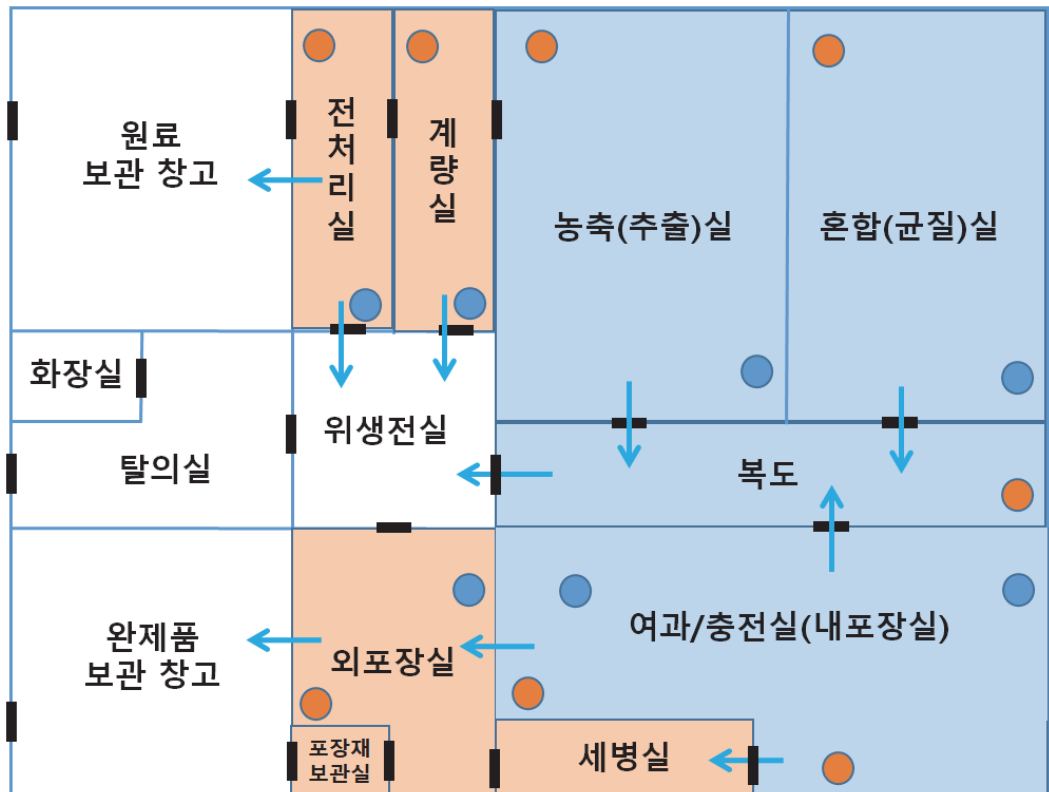 원료
보관 창고
전처리실
계량실
농축(추출)실
혼합(균질)실
화장실
탈의실
위생전실
복도
완제품
보관 창고
외포장실
여과/충전실(내포장실)
포장재
보관실
세병실